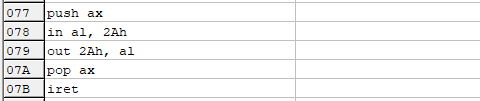 077 push ax
078 in al, 2Ah
079 out 2Ah, al
07A pop ax
07B iret